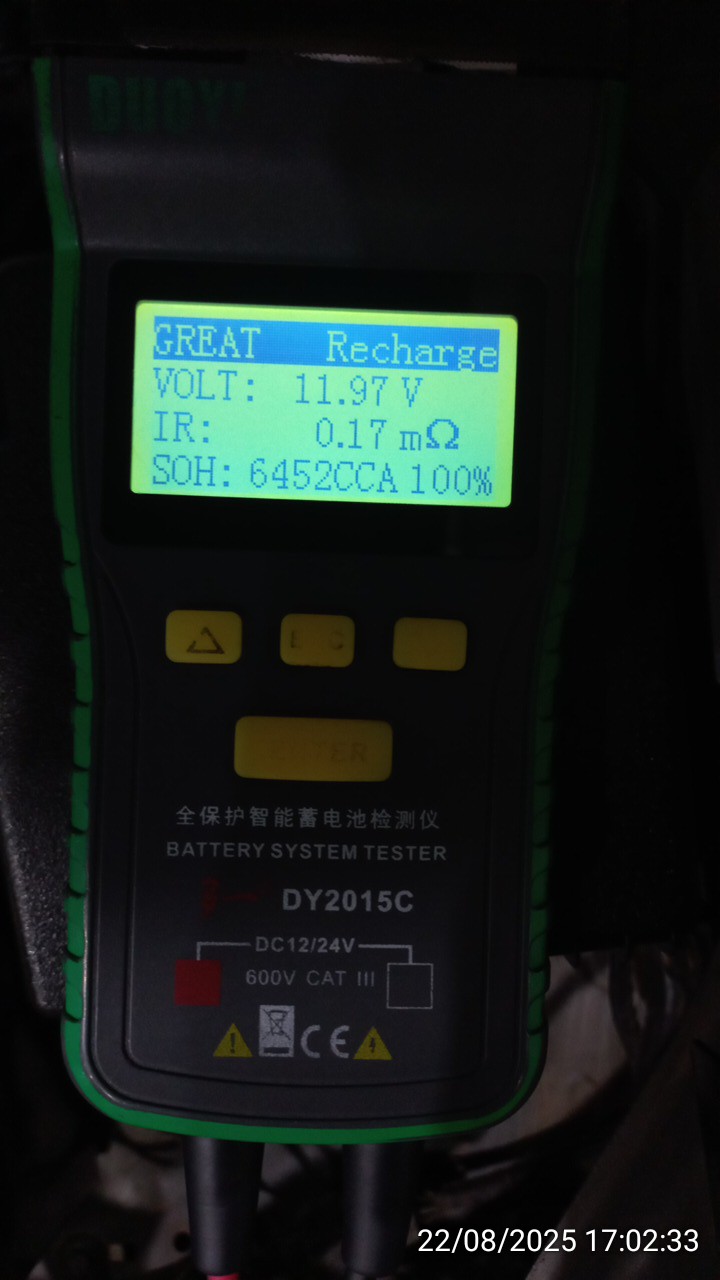 DUOYI
GREAT Recharge
VOLT: 11.97 V
IR: 0.17 mΩ
SOH: 6452CCA 100%
ENTER
全保护智能蓄电池检测仪
BATTERY SYSTEM TESTER
DY2015C
DC12/24V
600V CAT III
CE
22/08/2025 17:02:33